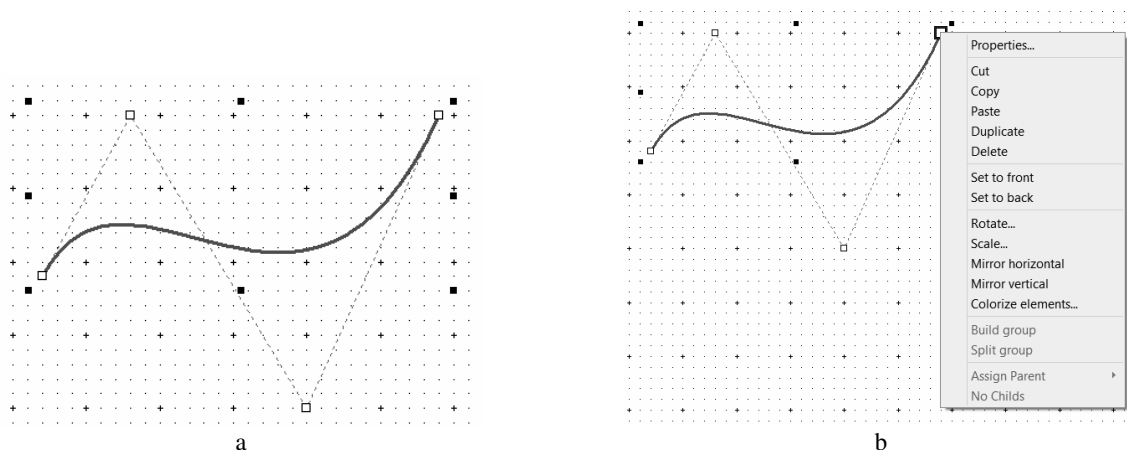 Properties...
Cut
Copy
Paste
Duplicate
Delete
Set to front
Set to back
Rotate...
Scale...
Mirror horizontal
Mirror vertical
Colorize elements...
Build group
Split group
Assign Parent
No Childs
a
b